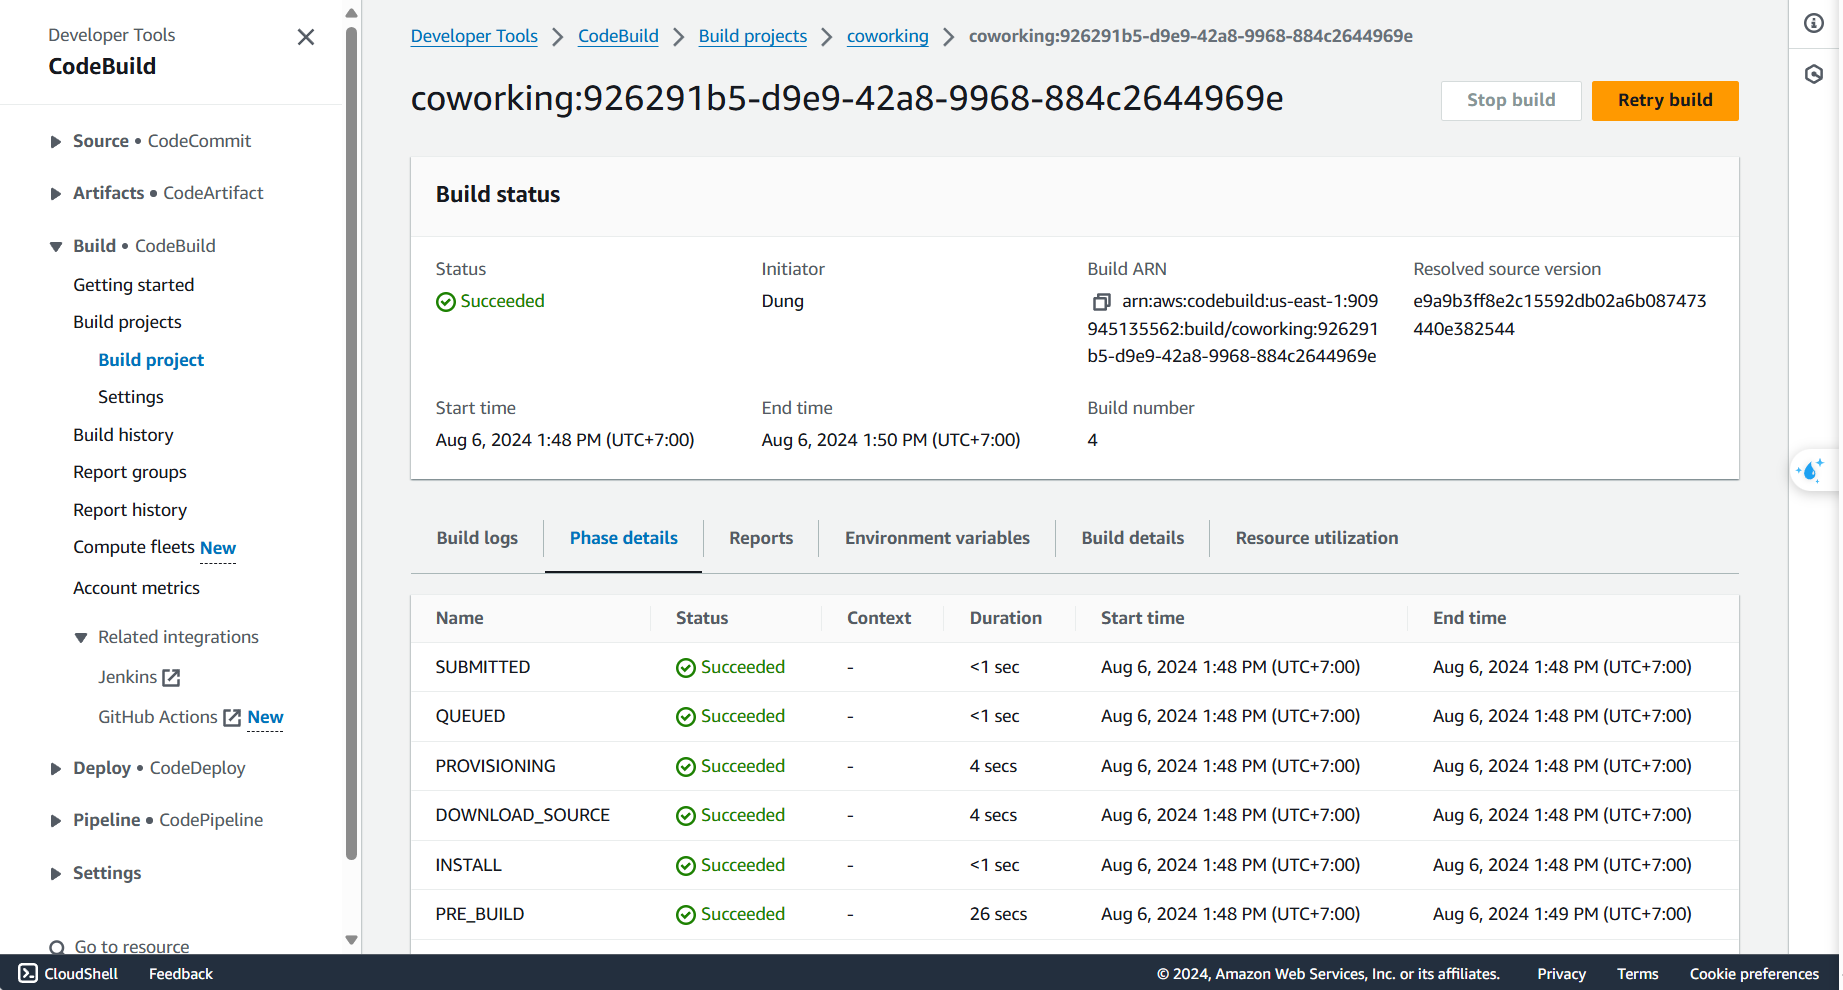 Developer Tools
CodeBuild
Source • CodeCommit
Artifacts • CodeArtifact
Build • CodeBuild
Getting started
Build projects
Build project
Settings
Build history
Report groups
Report history
Compute fleets New
Account metrics
Related integrations
Jenkins
GitHub Actions New
Deploy • CodeDeploy
Pipeline • CodePipeline
Settings
Go to resource
Developer Tools > CodeBuild > Build projects > coworking > coworking:926291b5-d9e9-42a8-9968-884c2644969e
coworking:926291b5-d9e9-42a8-9968-884c2644969e
Stop build
Retry build
Build status
Status
Succeeded
Initiator
Dung
Build ARN
arn:aws:codebuild:us-east-1:909
945135562:build/coworking:926291
b5-d9e9-42a8-9968-884c2644969e
Resolved source version
e9a9b3ff8e2c15592db02a6b087473
440e382544
Start time
Aug 6, 2024 1:48 PM (UTC+7:00)
End time
Aug 6, 2024 1:50 PM (UTC+7:00)
Build number
4
Build logs Phase details Reports Environment variables Build details Resource utilization
Name Status Context Duration Start time End time
SUBMITTED Succeeded - <1 sec Aug 6, 2024 1:48 PM (UTC+7:00) Aug 6, 2024 1:48 PM (UTC+7:00)
QUEUED Succeeded - <1 sec Aug 6, 2024 1:48 PM (UTC+7:00) Aug 6, 2024 1:48 PM (UTC+7:00)
PROVISIONING Succeeded - 4 secs Aug 6, 2024 1:48 PM (UTC+7:00) Aug 6, 2024 1:48 PM (UTC+7:00)
DOWNLOAD_SOURCE Succeeded - 4 secs Aug 6, 2024 1:48 PM (UTC+7:00) Aug 6, 2024 1:48 PM (UTC+7:00)
INSTALL Succeeded - <1 sec Aug 6, 2024 1:48 PM (UTC+7:00) Aug 6, 2024 1:48 PM (UTC+7:00)
PRE_BUILD Succeeded - 26 secs Aug 6, 2024 1:48 PM (UTC+7:00) Aug 6, 2024 1:49 PM (UTC+7:00)
CloudShell Feedback © 2024, Amazon Web Services, Inc. or its affiliates. Privacy Terms Cookie preferences